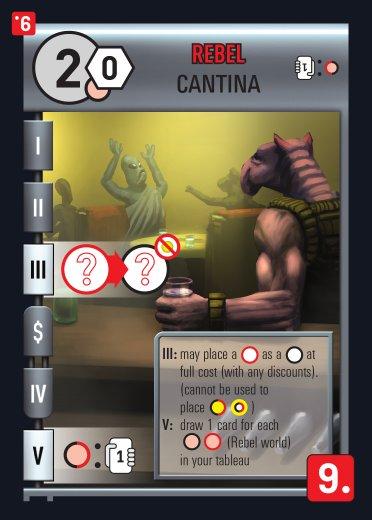 6
2 0
REBEL
CANTINA
1 :
I
II
III ? ?
$
IV
V : 1
III: may place a as a at
full cost (with any discounts).
(cannot be used to
place )
V: draw 1 card for each
(Rebel world)
in your tableau
9.